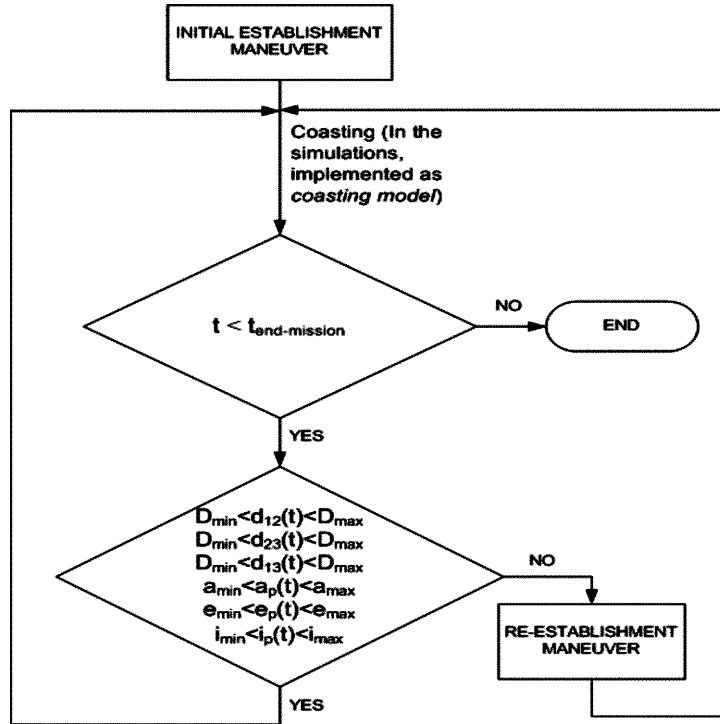 INITIAL ESTABLISHMENT
MANEUVER
Coasting (In the
simulations,
implemented as
coasting model)
t < tend-mission
NO
END
YES
Dmin<d12(t)<Dmax
Dmin<d23(t)<Dmax
Dmin<d13(t)<Dmax
amin<ap(t)<amax
emin<ep(t)<emax
imin<ip(t)<imax
NO
RE-ESTABLISHMENT
MANEUVER
YES